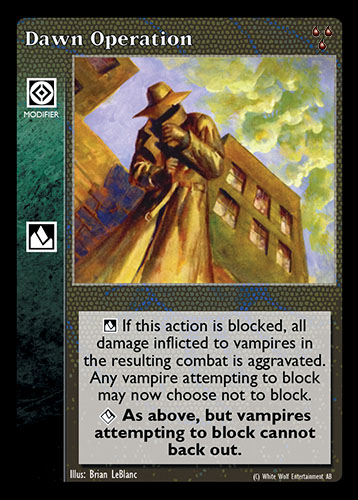 Dawn Operation
MODIFIER
If this action is blocked, all
damage inflicted to vampires in
the resulting combat is aggravated.
Any vampire attempting to block
may now choose not to block.
As above, but vampires
attempting to block cannot
back out.
Illus: Brian LeBlanc
(C) White Wolf Entertainment AB